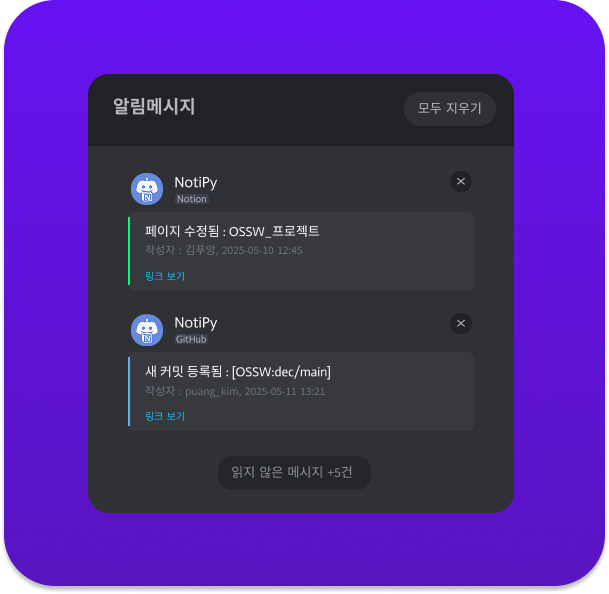 알림메시지
모두 지우기
NotiPy
Notion
페이지 수정됨 : OSSW_프로젝트
작성자 : 김푸앙, 2025-05-10 12:45
링크 보기
NotiPy
GitHub
새 커밋 등록됨 : [OSSW:dec/main]
작성자 : puang_kim, 2025-05-11 13:21
링크 보기
읽지 않은 메시지 +5건